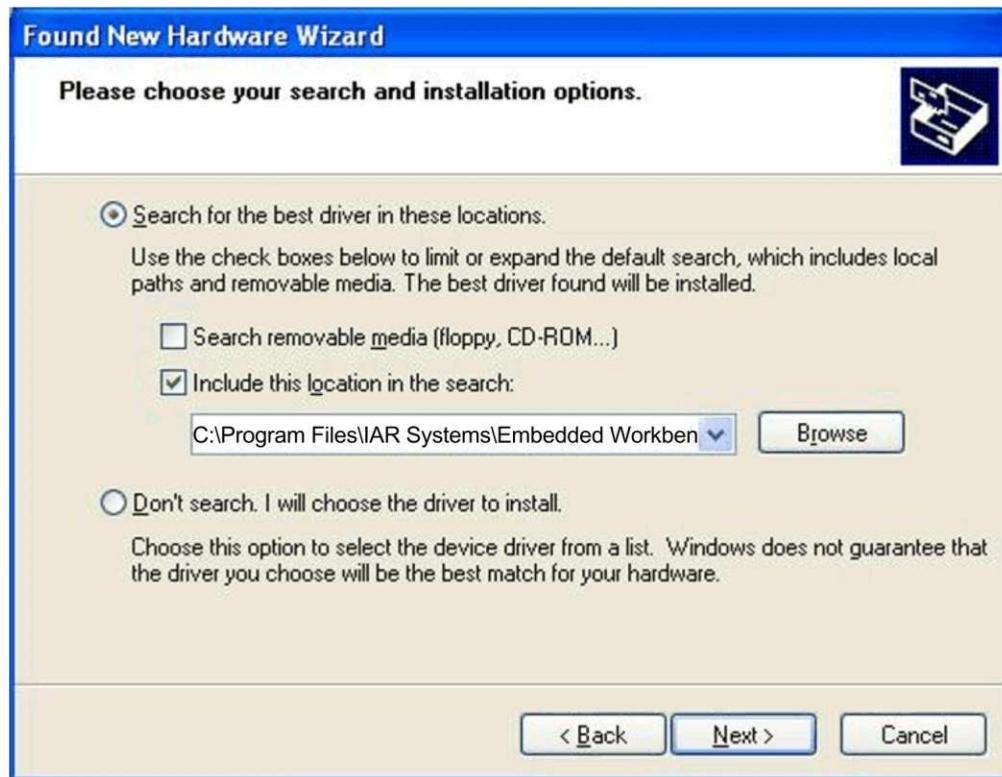 Found New Hardware Wizard
Please choose your search and installation options.
Search for the best driver in these locations.
Use the check boxes below to limit or expand the default search, which includes local
paths and removable media. The best driver found will be installed.
Search removable media (floppy, CD-ROM...)
Include this location in the search:
C:\Program Files\IAR Systems\Embedded Workben
Browse
Don't search. I will choose the driver to install.
Choose this option to select the device driver from a list. Windows does not guarantee that
the driver you choose will be the best match for your hardware.
< Back Next > Cancel